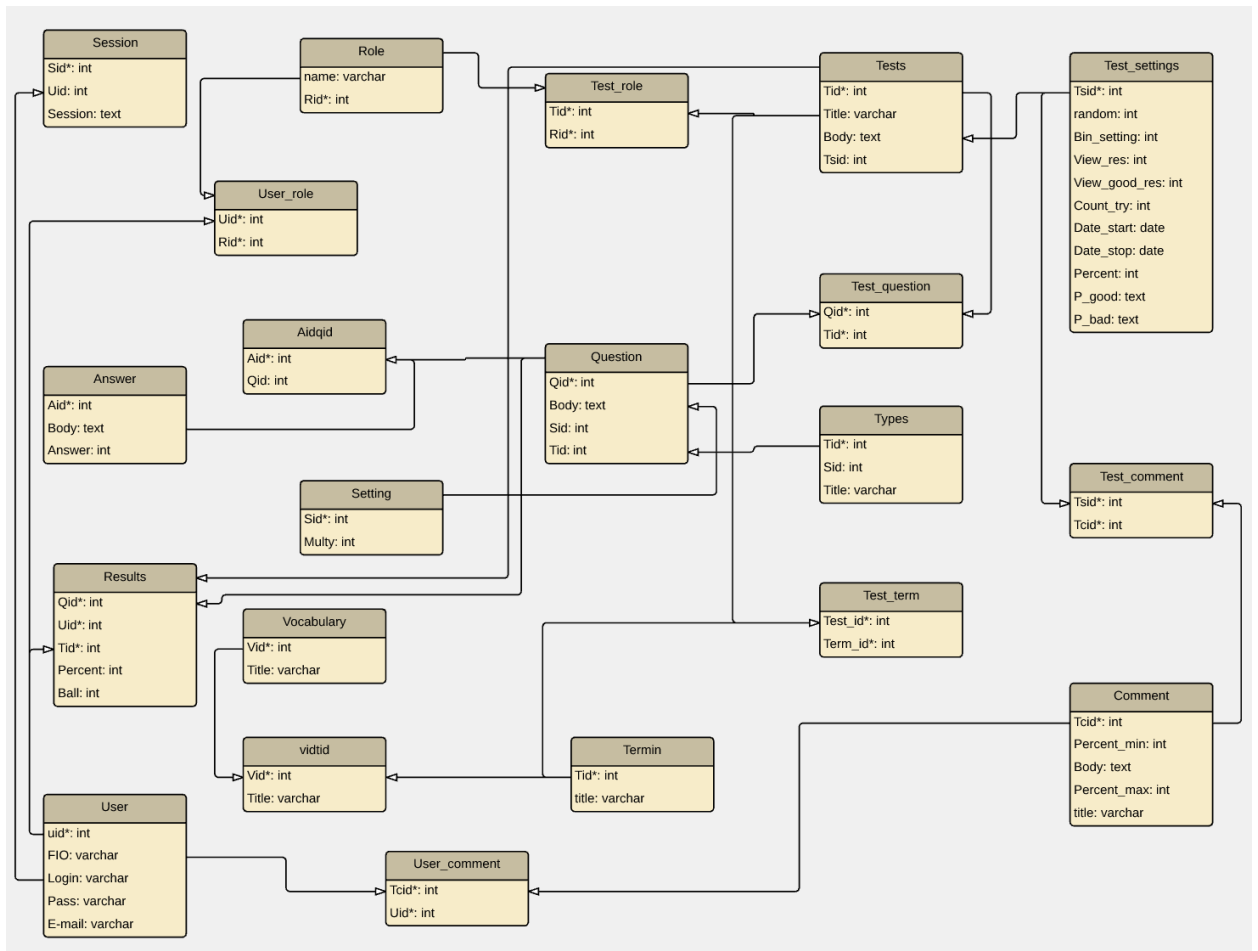 Session
Sid*: int
Uid: int
Session: text
Role
name: varchar
Rid*: int
Test_role
Tid*: int
Rid*: int
Tests
Tid*: int
Title: varchar
Body: text
Tsid: int
Test_settings
Tsid*: int
random: int
Bin_setting: int
View_res: int
View_good_res: int
Count_try: int
Date_start: date
Date_stop: date
Percent: int
P_good: text
P_bad: text
User_role
Uid*: int
Rid*: int
Test_question
Qid*: int
Tid*: int
Aidqid
Aid*: int
Qid: int
Question
Qid*: int
Body: text
Sid: int
Tid: int
Answer
Aid*: int
Body: text
Answer: int
Types
Tid*: int
Sid: int
Title: varchar
Test_comment
Tsid*: int
Tcid*: int
Setting
Sid*: int
Multy: int
Results
Qid*: int
Uid*: int
Tid*: int
Percent: int
Ball: int
Vocabulary
Vid*: int
Title: varchar
Test_term
Test_id*: int
Term_id*: int
Comment
Tcid*: int
Percent_min: int
Body: text
Percent_max: int
title: varchar
vidtid
Vid*: int
Title: varchar
Termin
Tid*: int
title: varchar
User
uid*: int
FIO: varchar
Login: varchar
Pass: varchar
E-mail: varchar
User_comment
Tcid*: int
Uid*: int